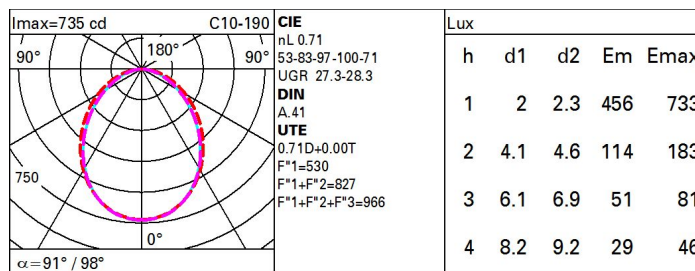 Imax=735 cd C10-190
90° 180° 90°
750
0°
α=91° / 98°
CIE
nL 0.71
53-83-97-100-71
UGR 27.3-28.3
DIN
A.41
UTE
0.71D+0.00T
F"1=530
F"1+F"2=827
F"1+F"2+F"3=966
Lux
h d1 d2 Em Emax
1 2 2.3 456 733
2 4.1 4.6 114 183
3 6.1 6.9 51 81
4 8.2 9.2 29 46